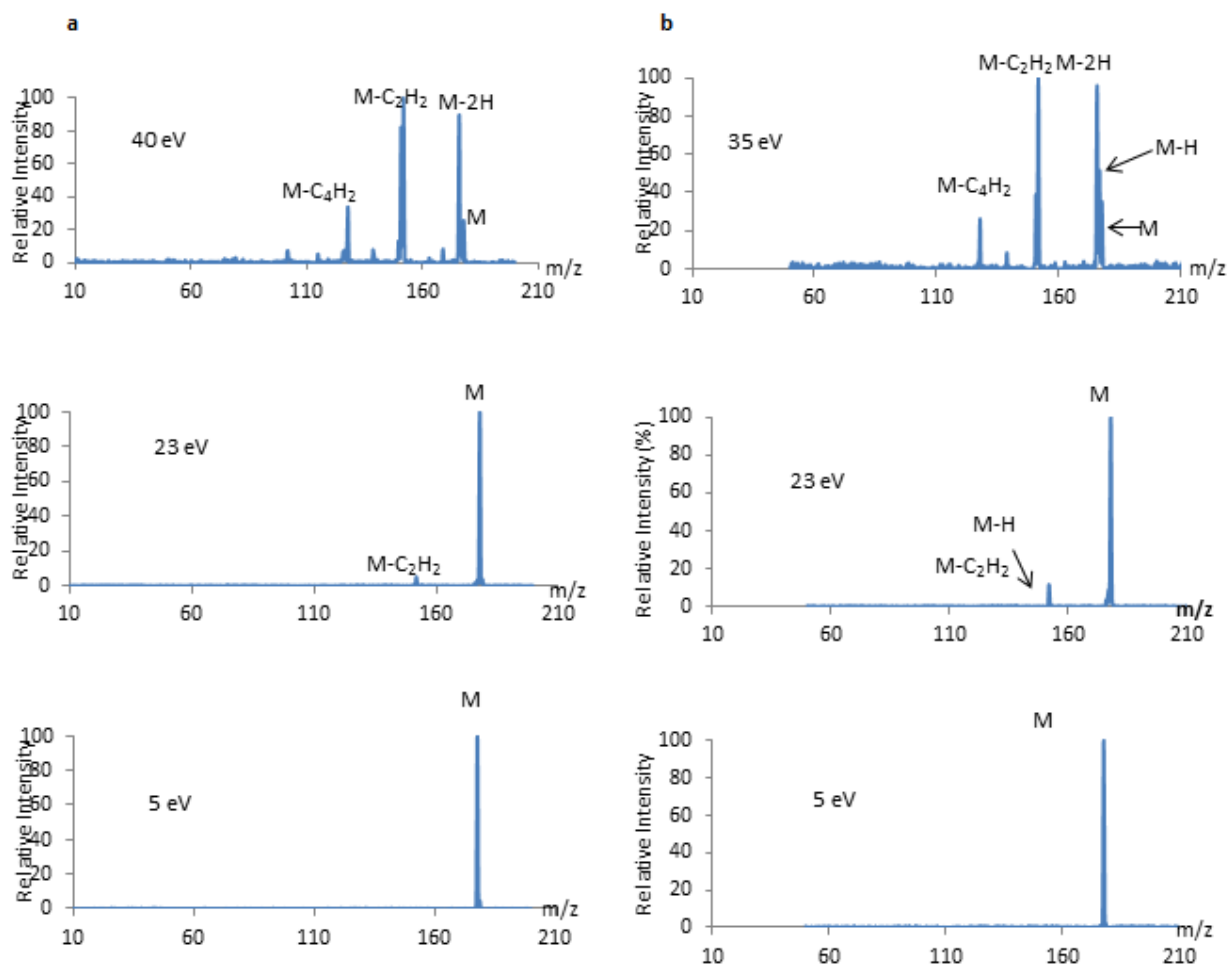 a
Relative Intensity
100
80
60
40
20
0
40 eV
M-C₄H₂
M-C₂H₂
M-2H
M
m/z
10 60 110 160 210
b
Relative Intensity
100
80
60
40
20
0
35 eV
M-C₂H₂ M-2H
M-H
M-C₄H₂
M
m/z
10 60 110 160 210
Relative Intensity
100
80
60
40
20
0
23 eV
M
M-C₂H₂
m/z
10 60 110 160 210
Relative Intensity (%)
100
80
60
40
20
0
23 eV
M
M-H
M-C₂H₂
m/z
10 60 110 160 210
Relative Intensity
100
80
60
40
20
0
5 eV
M
m/z
10 60 110 160 210
Relative Intensity
100
80
60
40
20
0
5 eV
M
m/z
10 60 110 160 210